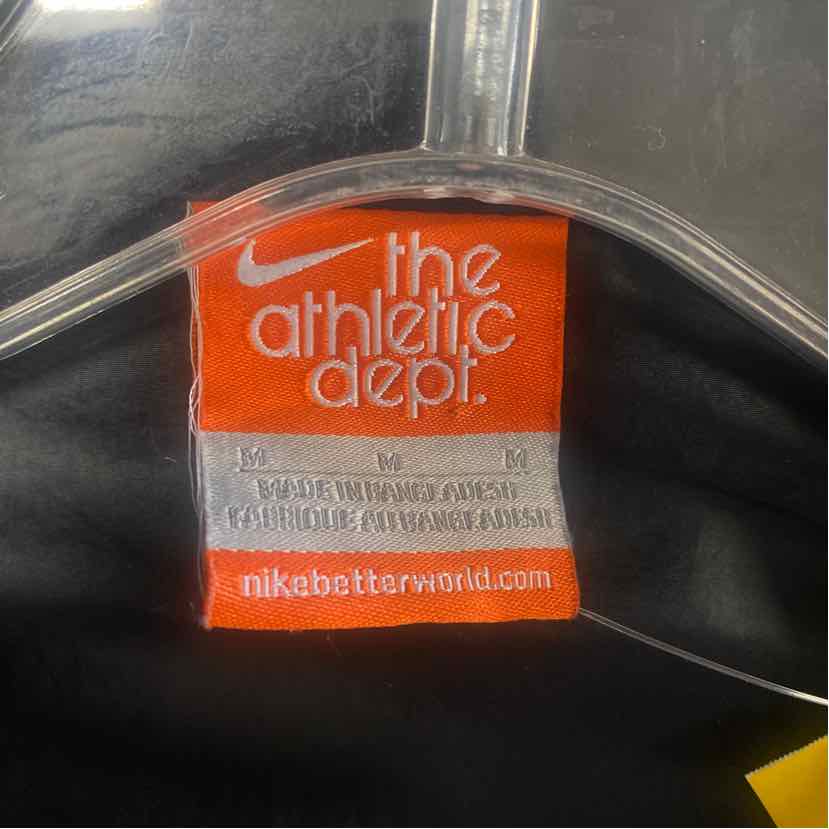 the
athletic
dept.
M M M
MADE IN BANGLADESH
FABRIQUE AU BANGLADESH
nikebetterworld.com